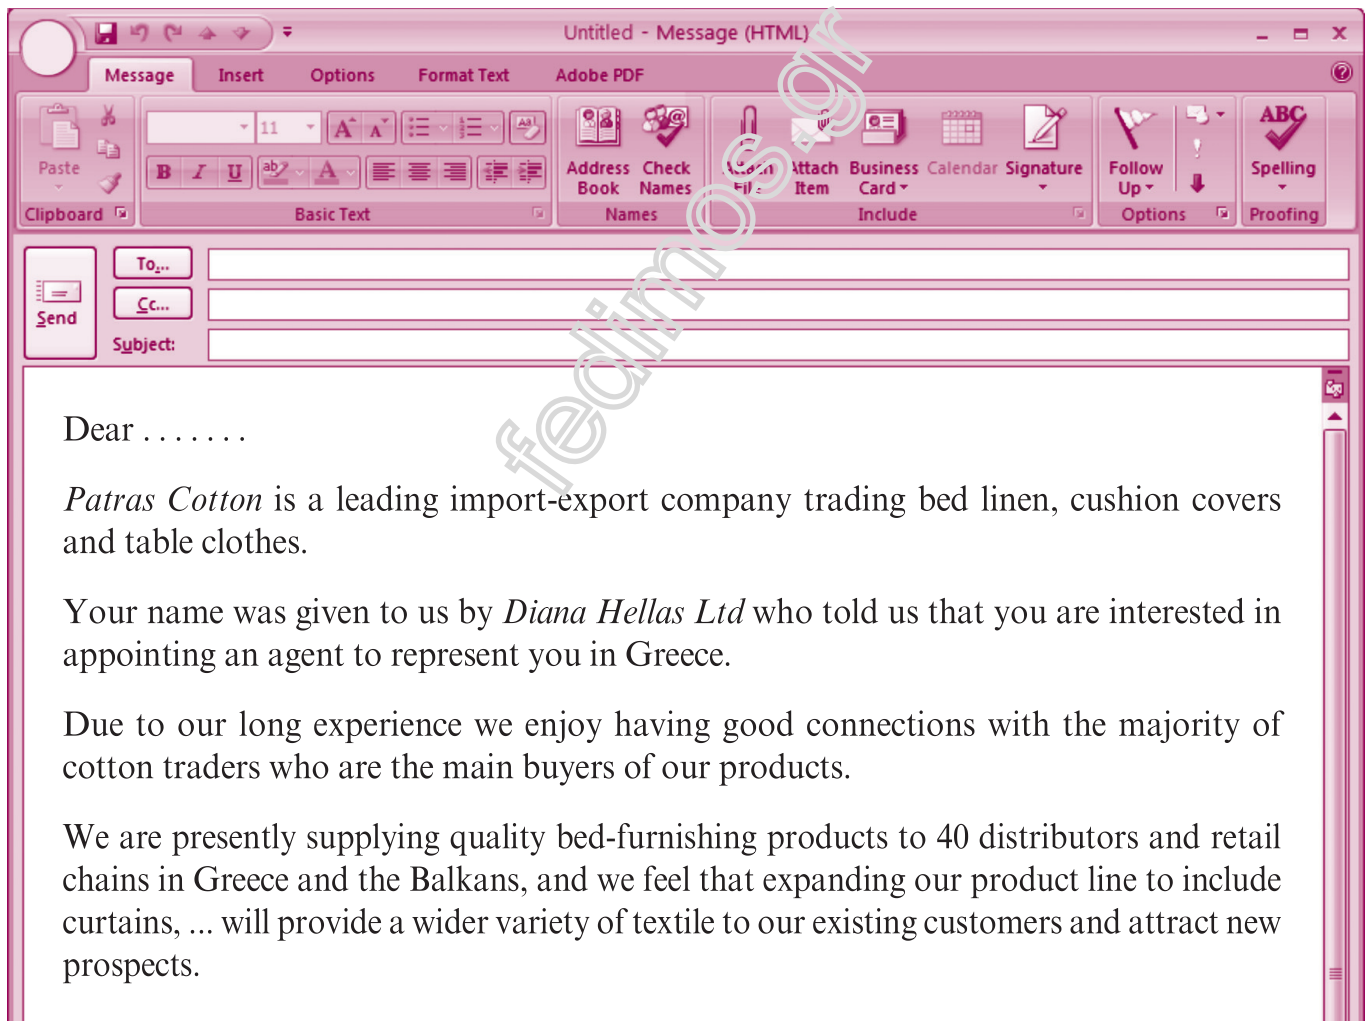 Untitled - Message (HTML)
Message Insert Options Format Text Adobe PDF
11 A A
Paste
B I U ab A
Address Book
Check Names
Attach File
Attach Item
Business Card
Calendar
Signature
Follow Up
ABC
Spelling
Clipboard Basic Text Names Include Options Proofing
To...
Cc...
Send
Subject:
fedimos.gr
Dear . . . . . . .
Patras Cotton is a leading import-export company trading bed linen, cushion covers
and table clothes.
Your name was given to us by Diana Hellas Ltd who told us that you are interested in
appointing an agent to represent you in Greece.
Due to our long experience we enjoy having good connections with the majority of
cotton traders who are the main buyers of our products.
We are presently supplying quality bed-furnishing products to 40 distributors and retail
chains in Greece and the Balkans, and we feel that expanding our product line to include
curtains, ... will provide a wider variety of textile to our existing customers and attract new
prospects.